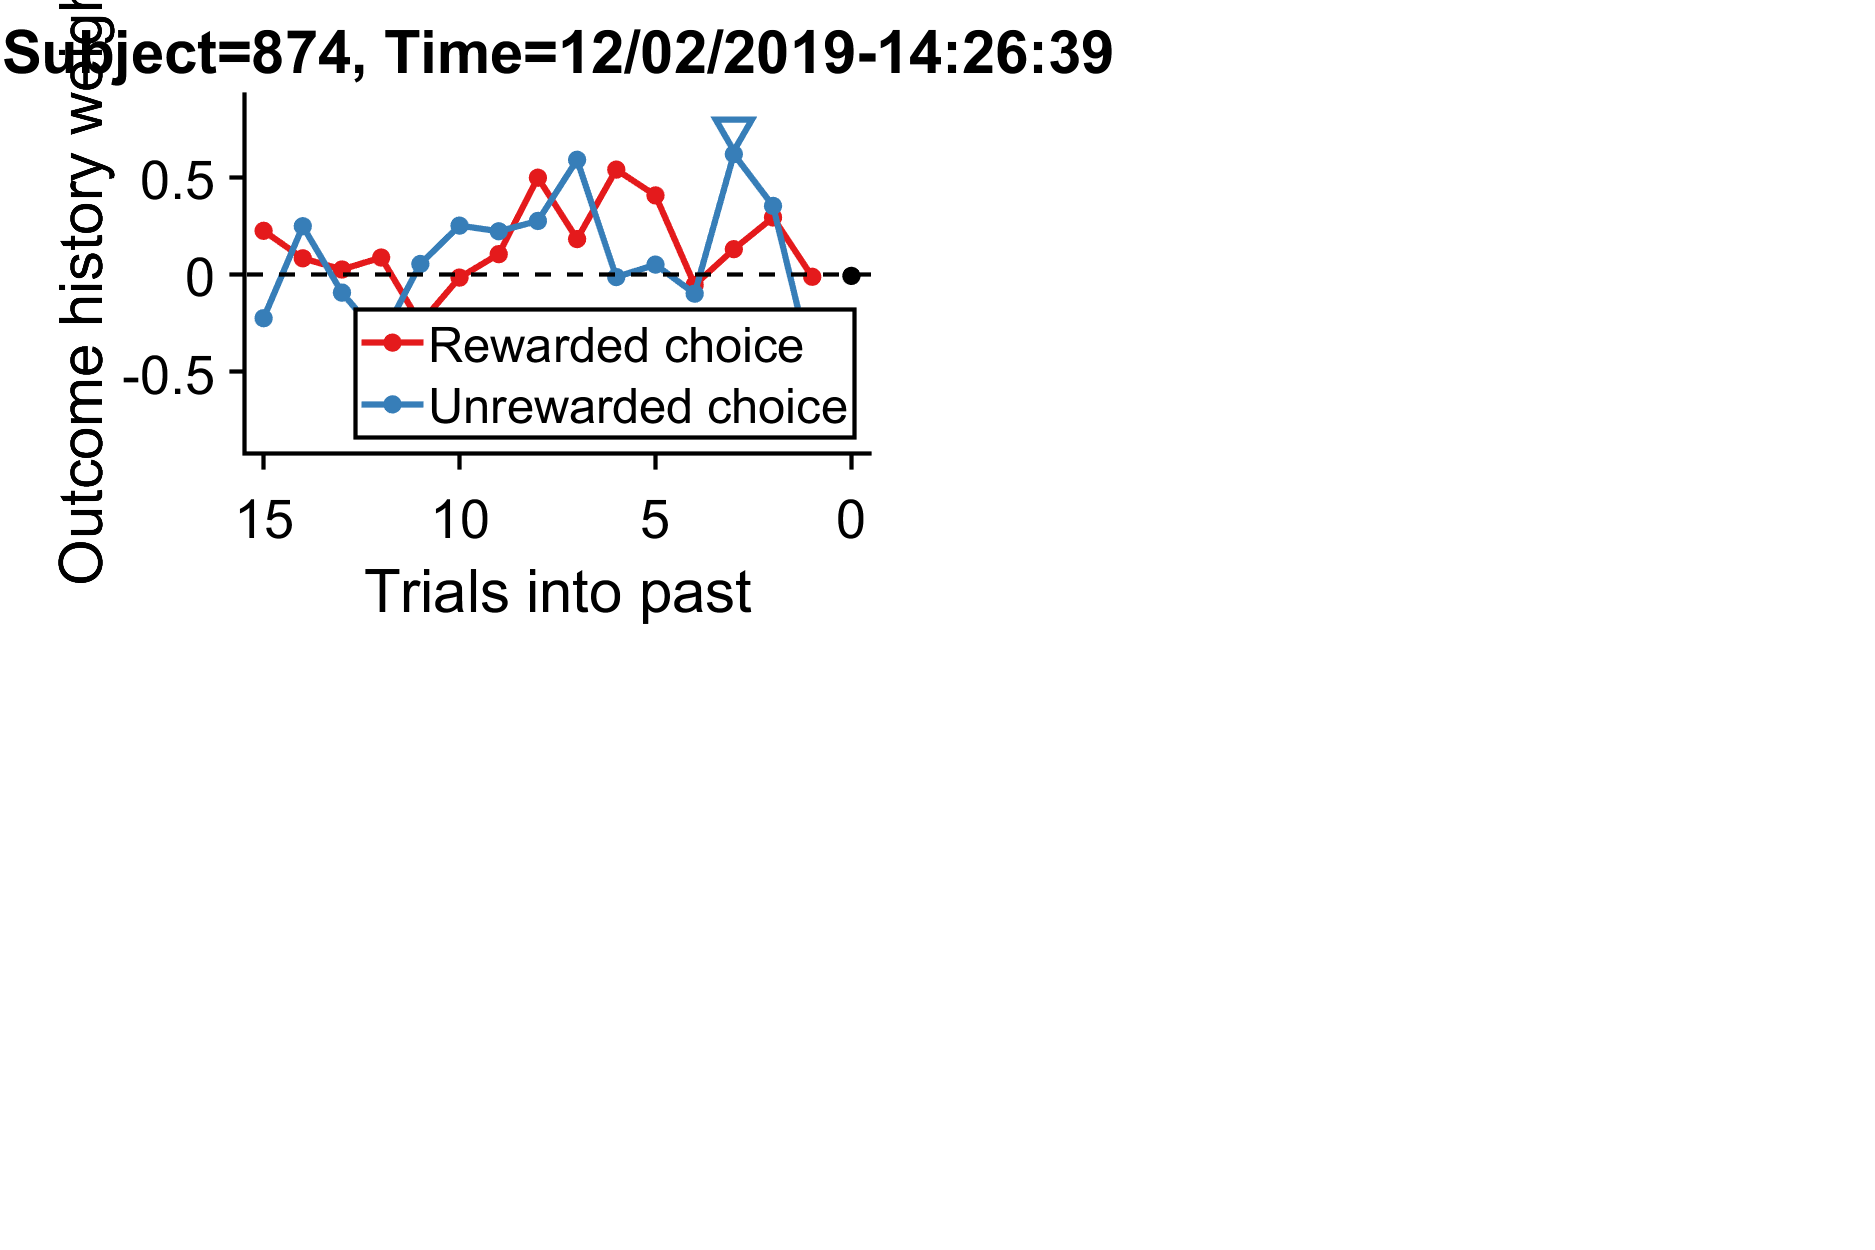 Subject=874, Time=12/02/2019-14:26:39
Outcome history
0.5
0
-0.5
Rewarded choice
Unrewarded choice
15 10 5 0
Trials into past